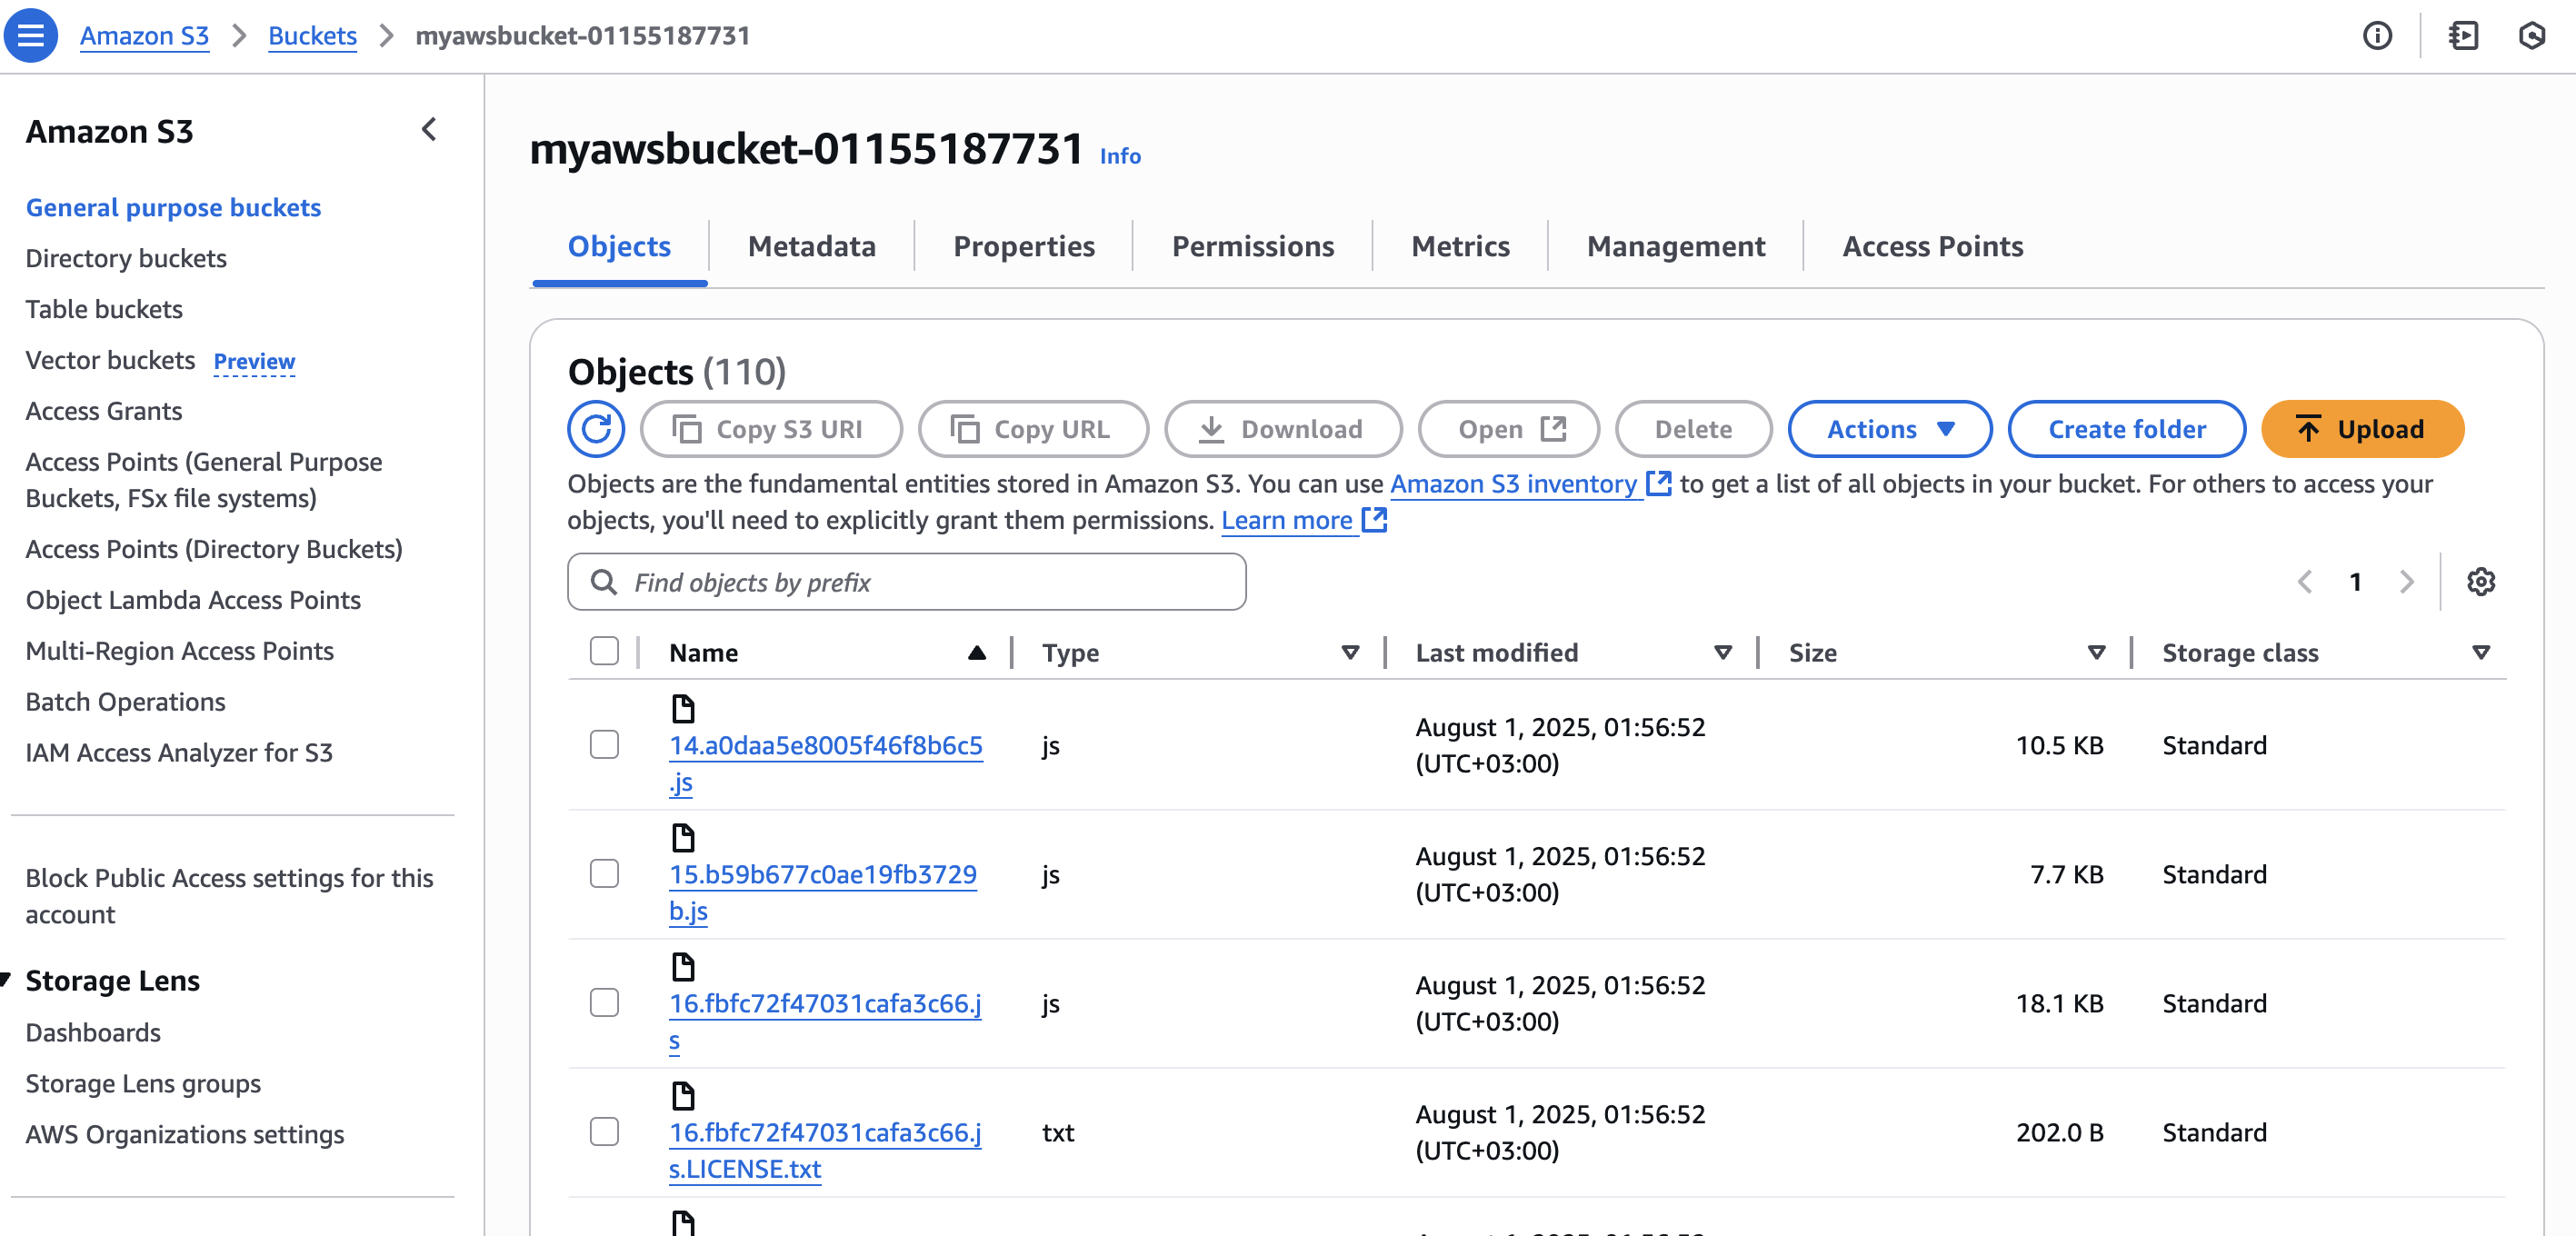 Amazon S3 > Buckets > myawsbucket-01155187731
Amazon S3
General purpose buckets
Directory buckets
Table buckets
Vector buckets Preview
Access Grants
Access Points (General Purpose
Buckets, FSx file systems)
Access Points (Directory Buckets)
Object Lambda Access Points
Multi-Region Access Points
Batch Operations
IAM Access Analyzer for S3
Block Public Access settings for this
account
Storage Lens
Dashboards
Storage Lens groups
AWS Organizations settings
myawsbucket-01155187731 Info
Objects Metadata Properties Permissions Metrics Management Access Points
Objects (110)
Copy S3 URI Copy URL Download Open Delete Actions Create folder Upload
Objects are the fundamental entities stored in Amazon S3. You can use Amazon S3 inventory to get a list of all objects in your bucket. For others to access your
objects, you'll need to explicitly grant them permissions. Learn more
Find objects by prefix
1
Name Type Last modified Size Storage class
14.a0daa5e8005f46f8b6c5
.js
js
August 1, 2025, 01:56:52
(UTC+03:00)
10.5 KB
Standard
15.b59b677c0ae19fb3729
b.js
js
August 1, 2025, 01:56:52
(UTC+03:00)
7.7 KB
Standard
16.fbfc72f47031cafa3c66.j
s
js
August 1, 2025, 01:56:52
(UTC+03:00)
18.1 KB
Standard
16.fbfc72f47031cafa3c66.j
s.LICENSE.txt
txt
August 1, 2025, 01:56:52
(UTC+03:00)
202.0 B
Standard